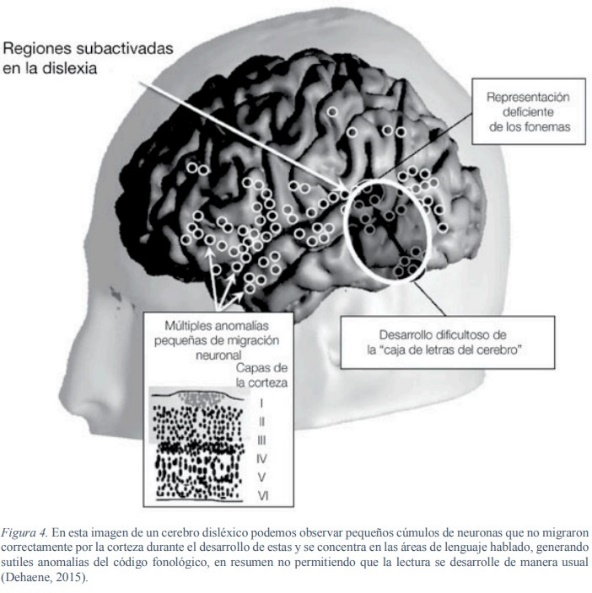 Regiones subactivadas
en la dislexia
Representación
deficiente
de los fonemas
Desarrollo dificultoso de
la “caja de letras del cerebro”
Múltiples anomalías
pequeñas de migración
neuronal
Capas de
la corteza
I
II
III
IV
V
VI
Figura 4. En esta imagen de un cerebro disléxico podemos observar pequeños cúmulos de neuronas que no migraron
correctamente por la corteza durante el desarrollo de estas y se concentra en las áreas de lenguaje hablado, generando
sutiles anomalías del código fonológico, en resumen no permitiendo que la lectura se desarrolle de manera usual
(Dehaene, 2015).